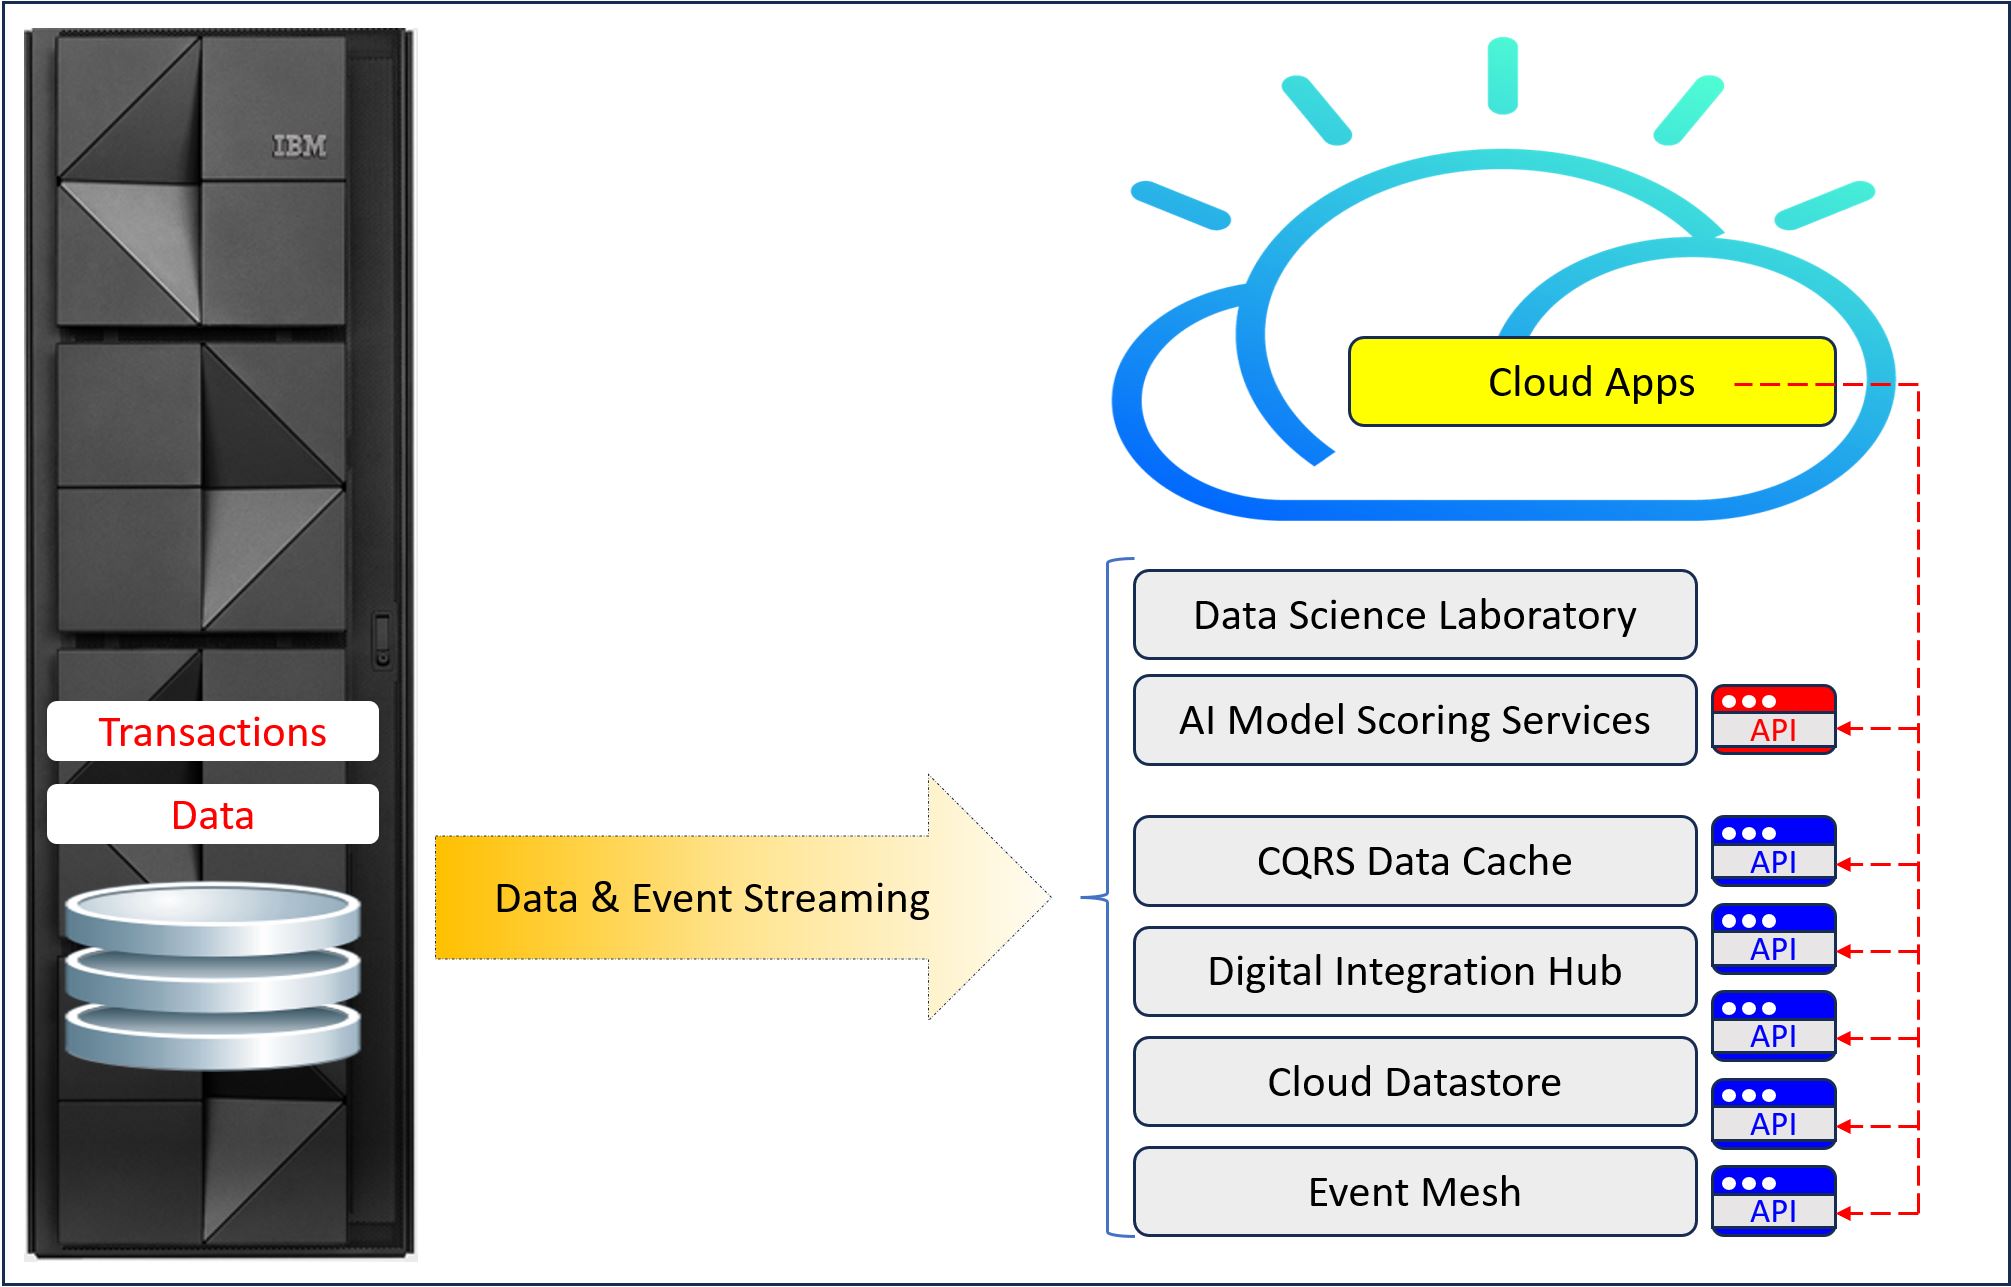 IBM
Transactions
Data
Data & Event Streaming
Cloud Apps
Data Science Laboratory
AI Model Scoring Services
API
CQRS Data Cache
API
Digital Integration Hub
API
API
Cloud Datastore
API
Event Mesh
API